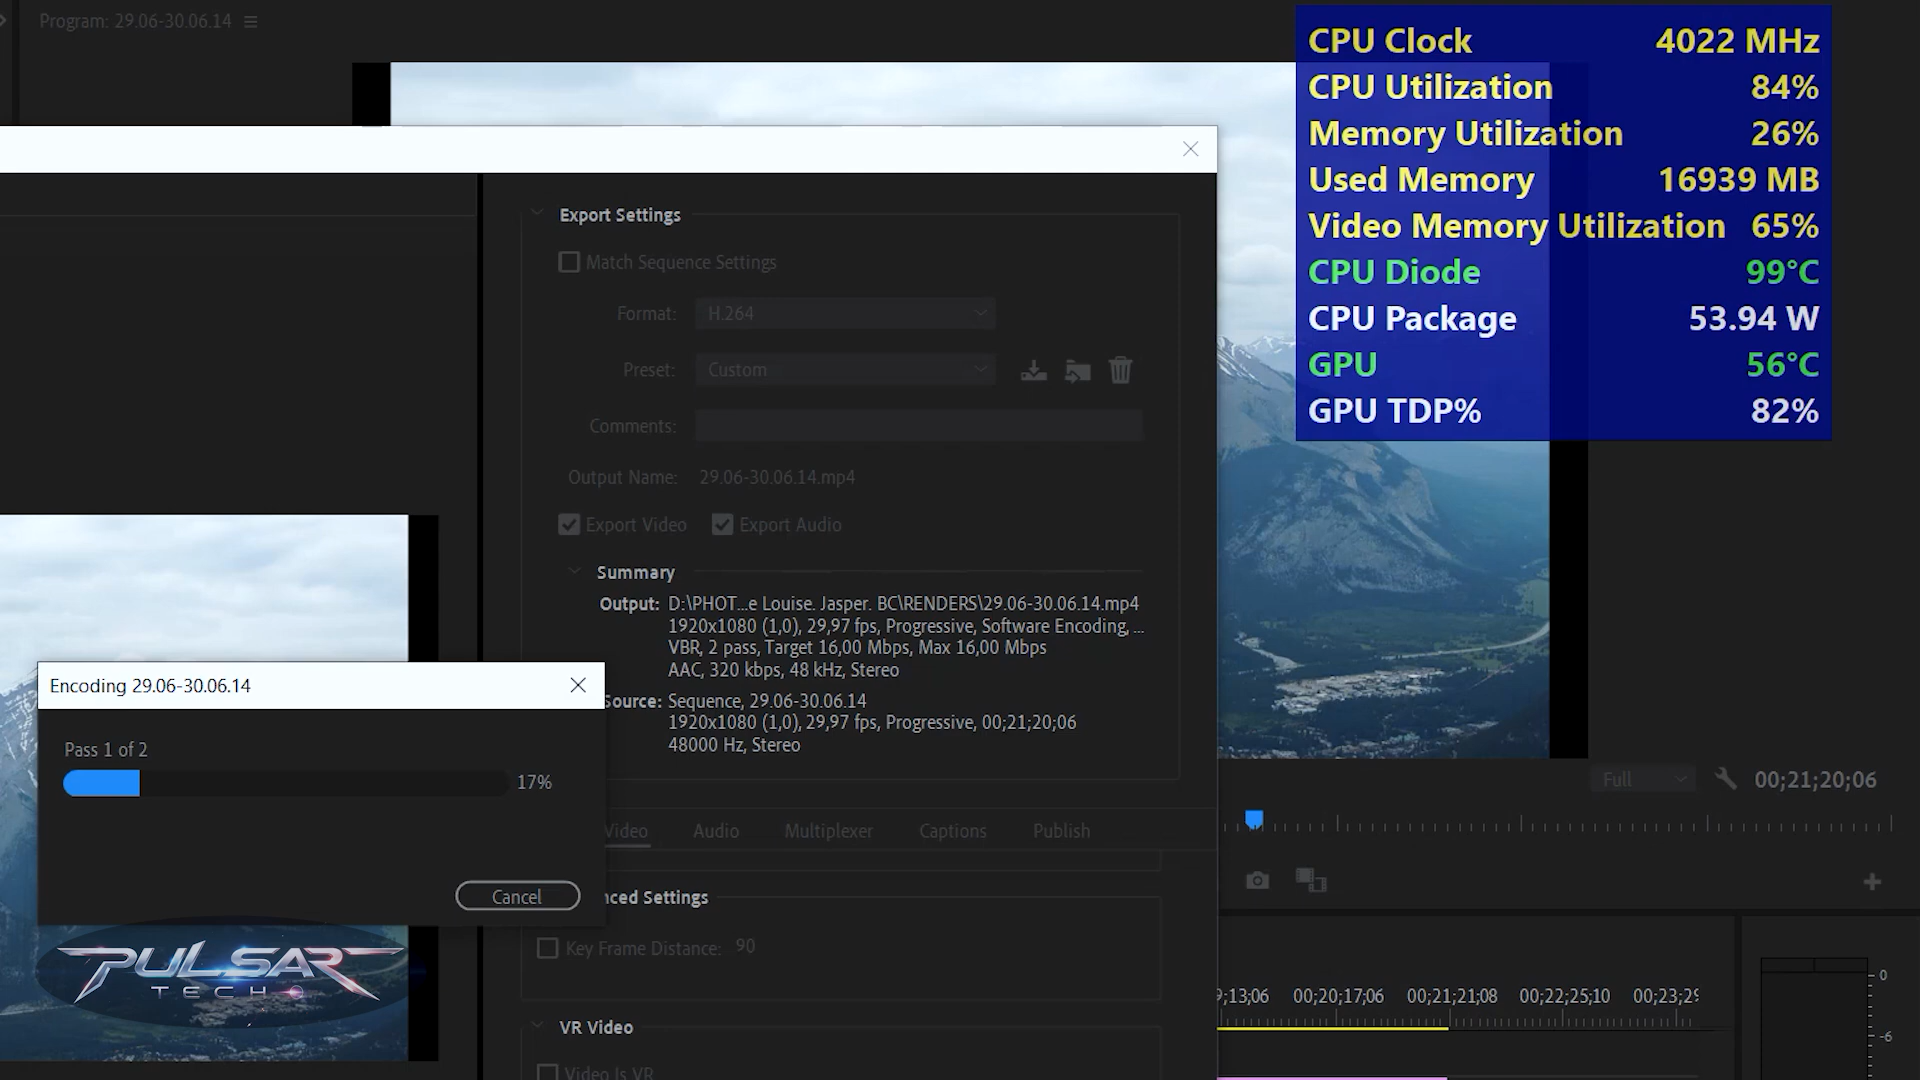 Program: 29.06-30.06.14
CPU Clock 4022 MHz
CPU Utilization 84%
Memory Utilization 26%
Used Memory 16939 MB
Video Memory Utilization 65%
CPU Diode 99°C
CPU Package 53.94 W
GPU 56°C
GPU TDP% 82%
Export Settings
Match Sequence Settings
Format: H.264
Preset: Custom
Comments:
Output Name: 29.06-30.06.14.mp4
Export Video Export Audio
Summary
Output: D:\PHOT...e Louise. Jasper. BC\RENDERS\29.06-30.06.14.mp4
1920x1080 (1,0), 29,97 fps, Progressive, Software Encoding, ...
VBR, 2 pass, Target 16,00 Mbps, Max 16,00 Mbps
AAC, 320 kbps, 48 kHz, Stereo
Source: Sequence, 29.06-30.06.14
1920x1080 (1,0), 29,97 fps, Progressive, 00;21;20;06
48000 Hz, Stereo
Encoding 29.06-30.06.14
Pass 1 of 2
17%
Cancel
Full 00;21;20;06
Video Audio Multiplexer Captions Publish
nced Settings
Key Frame Distance: 90
VR Video
Video Is VR
PULSAR
TECH
9;13;06 00;20;17;06 00;21;21;08 00;22;25;10 00;23;29
0
-6